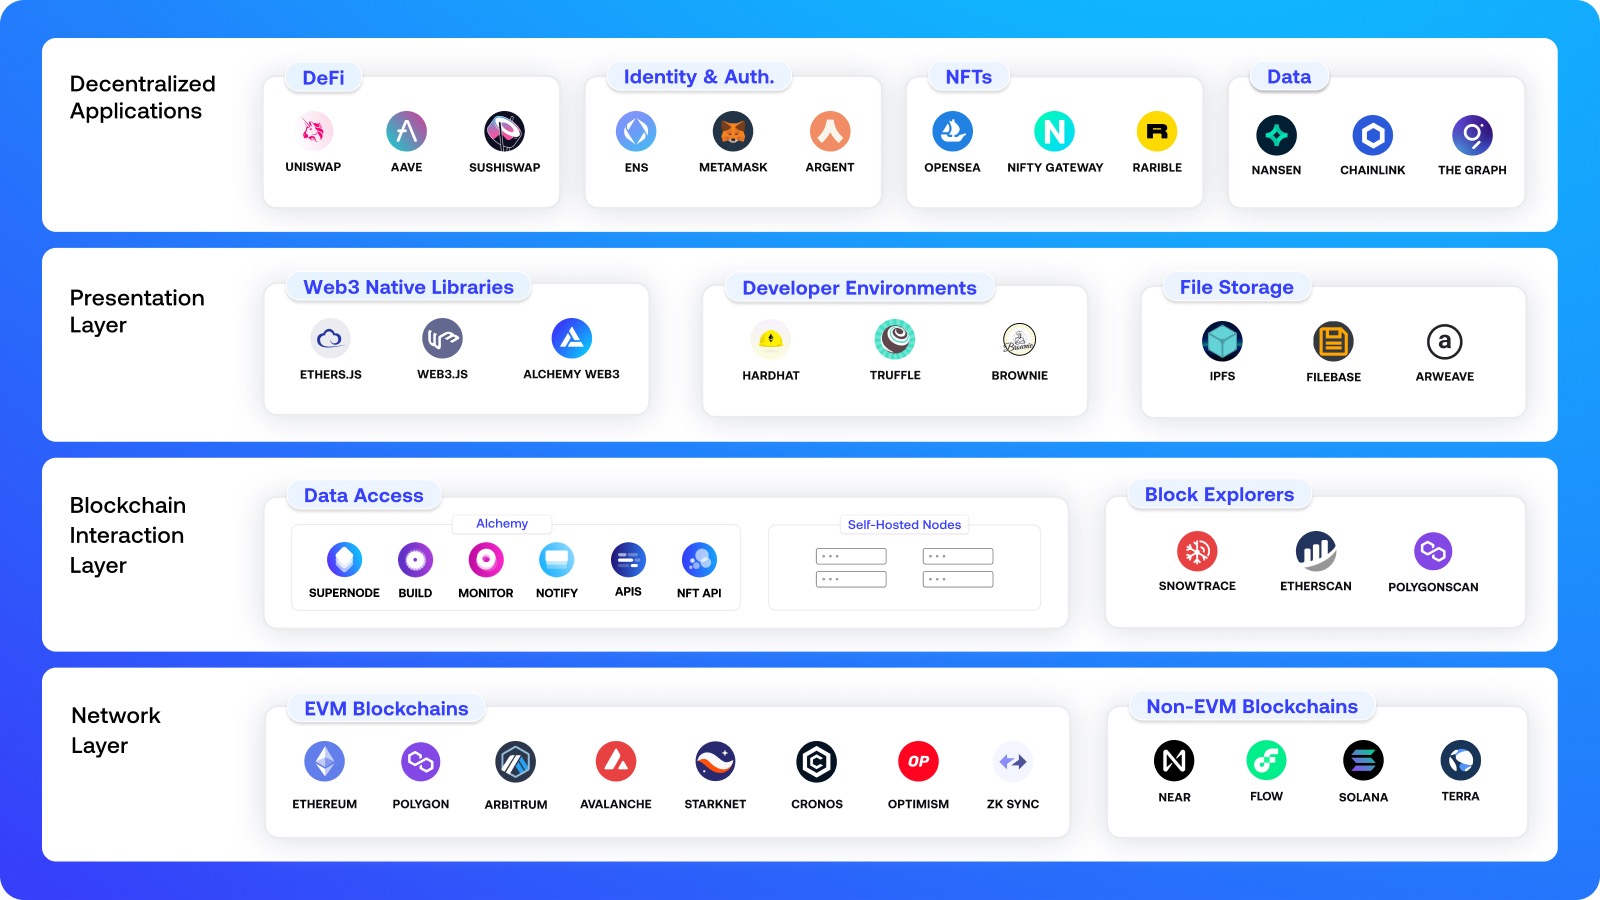 Decentralized
Applications
DeFi
UNISWAP
AAVE
SUSHISWAP
Identity & Auth.
ENS
METAMASK
ARGENT
NFTs
OPENSEA
NIFTY GATEWAY
RARIBLE
Data
NANSEN
CHAINLINK
THE GRAPH
Presentation
Layer
Web3 Native Libraries
ETHERS.JS
WEB3.JS
ALCHEMY WEB3
Developer Environments
HARDHAT
TRUFFLE
Brownie
BROWNIE
File Storage
IPFS
FILEBASE
a
ARWEAVE
Blockchain
Interaction
Layer
Data Access
Alchemy
SUPERNODE
BUILD
MONITOR
NOTIFY
APIS
NFT API
Self-Hosted Nodes
Block Explorers
SNOWTRACE
ETHERSCAN
POLYGONSCAN
Network
Layer
EVM Blockchains
ETHEREUM
POLYGON
ARBITRUM
AVALANCHE
STARKNET
CRONOS
OP
OPTIMISM
ZK SYNC
Non-EVM Blockchains
NEAR
FLOW
SOLANA
TERRA